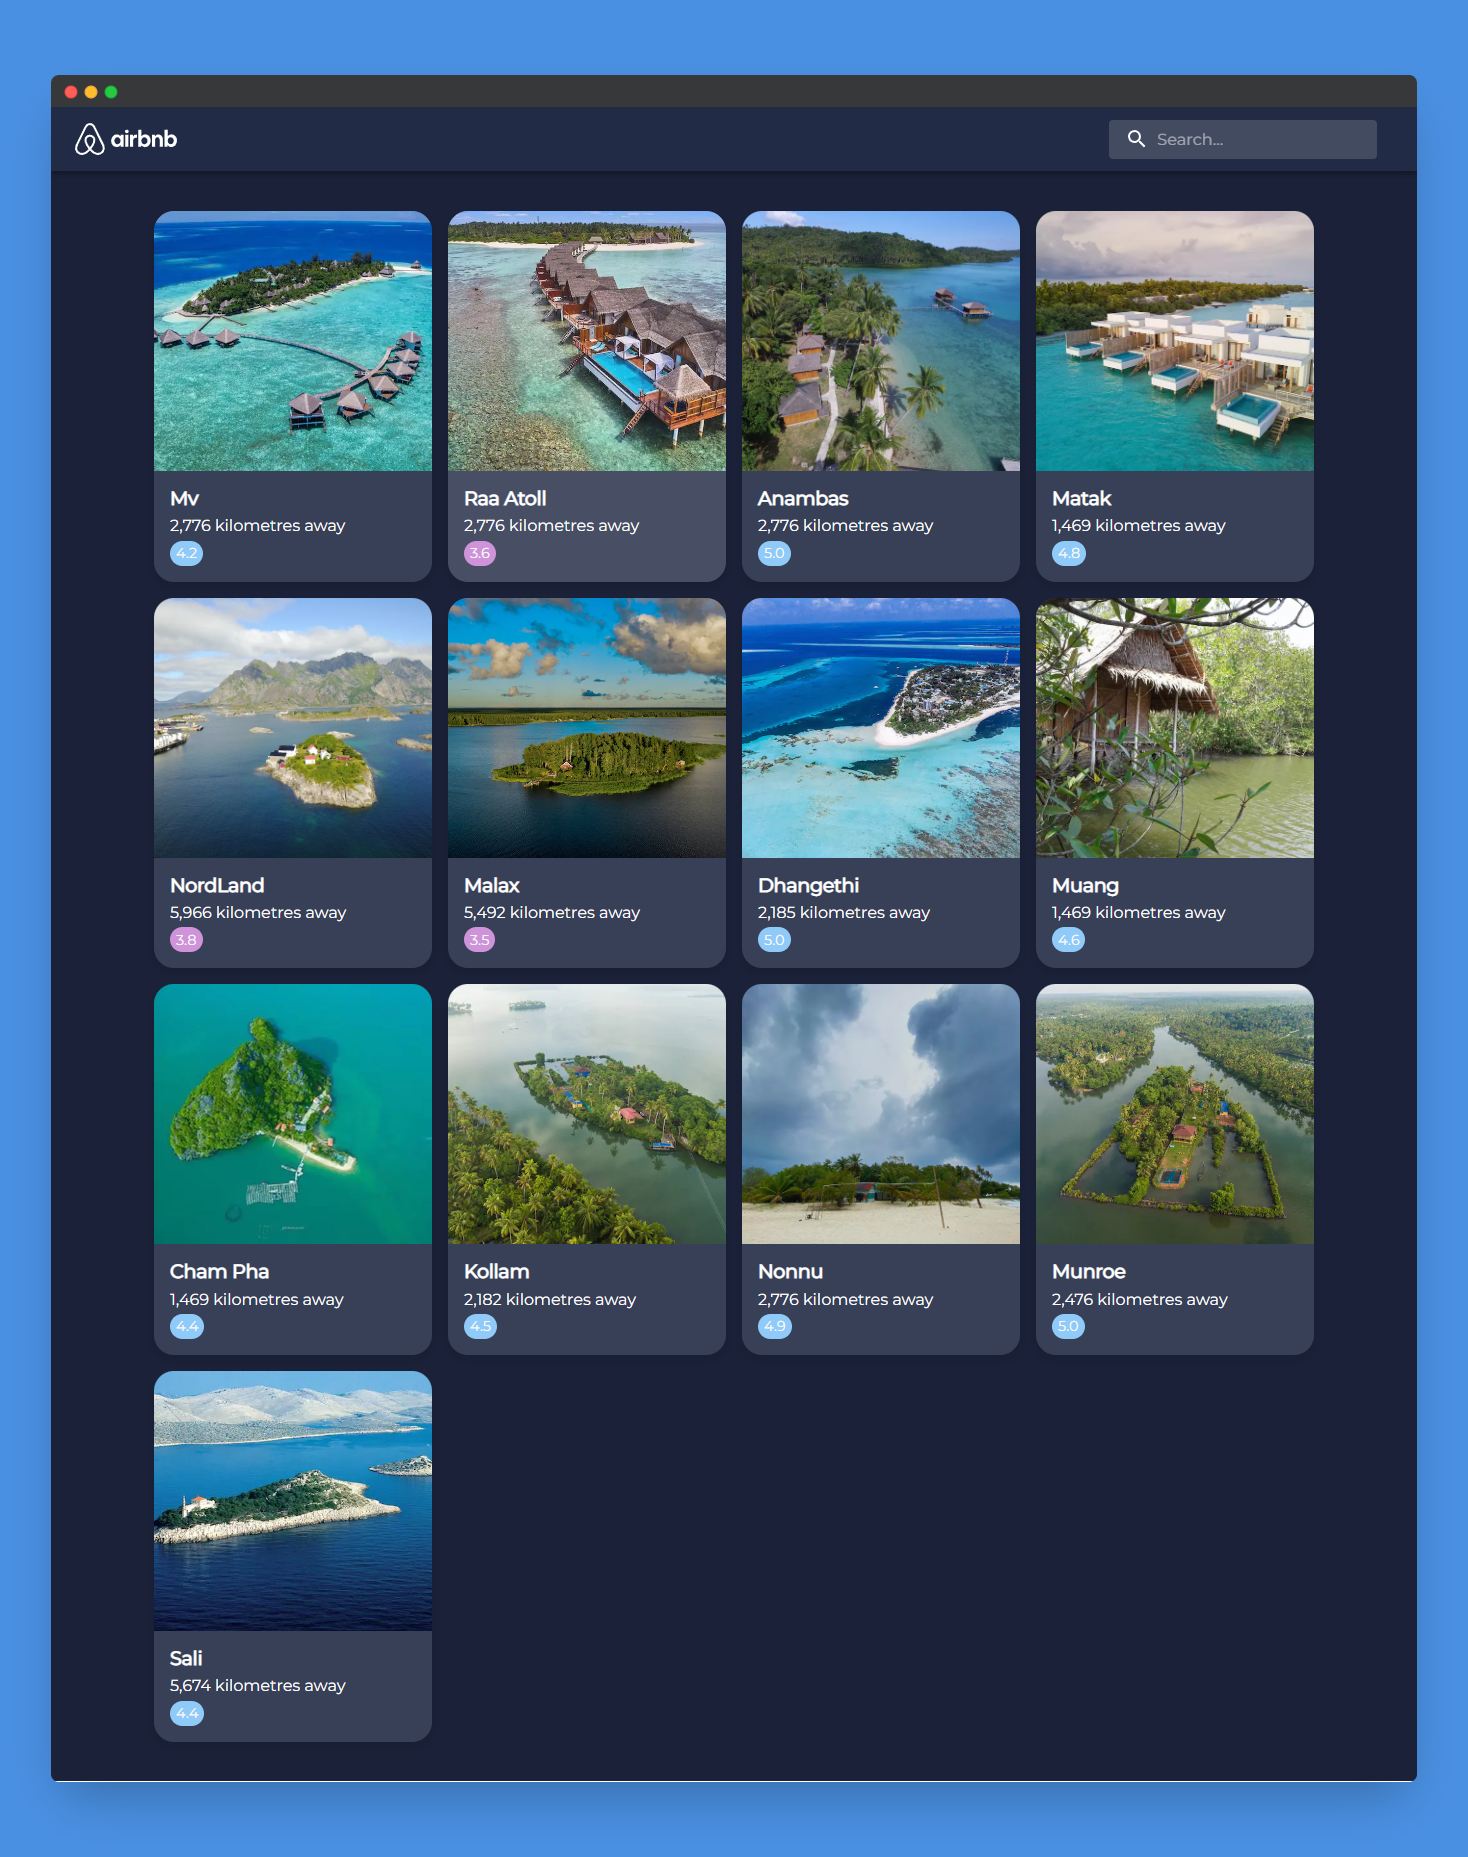 airbnb
Search...
Mv
2,776 kilometres away
4.2
Raa Atoll
2,776 kilometres away
3.6
Anambas
2,776 kilometres away
5.0
Matak
1,469 kilometres away
4.8
NordLand
5,966 kilometres away
3.8
Malax
5,492 kilometres away
3.5
Dhangethi
2,185 kilometres away
5.0
Muang
1,469 kilometres away
4.6
Cham Pha
1,469 kilometres away
4.4
Kollam
2,182 kilometres away
4.5
Nonnu
2,776 kilometres away
4.9
Munroe
2,476 kilometres away
5.0
Sali
5,674 kilometres away
4.4